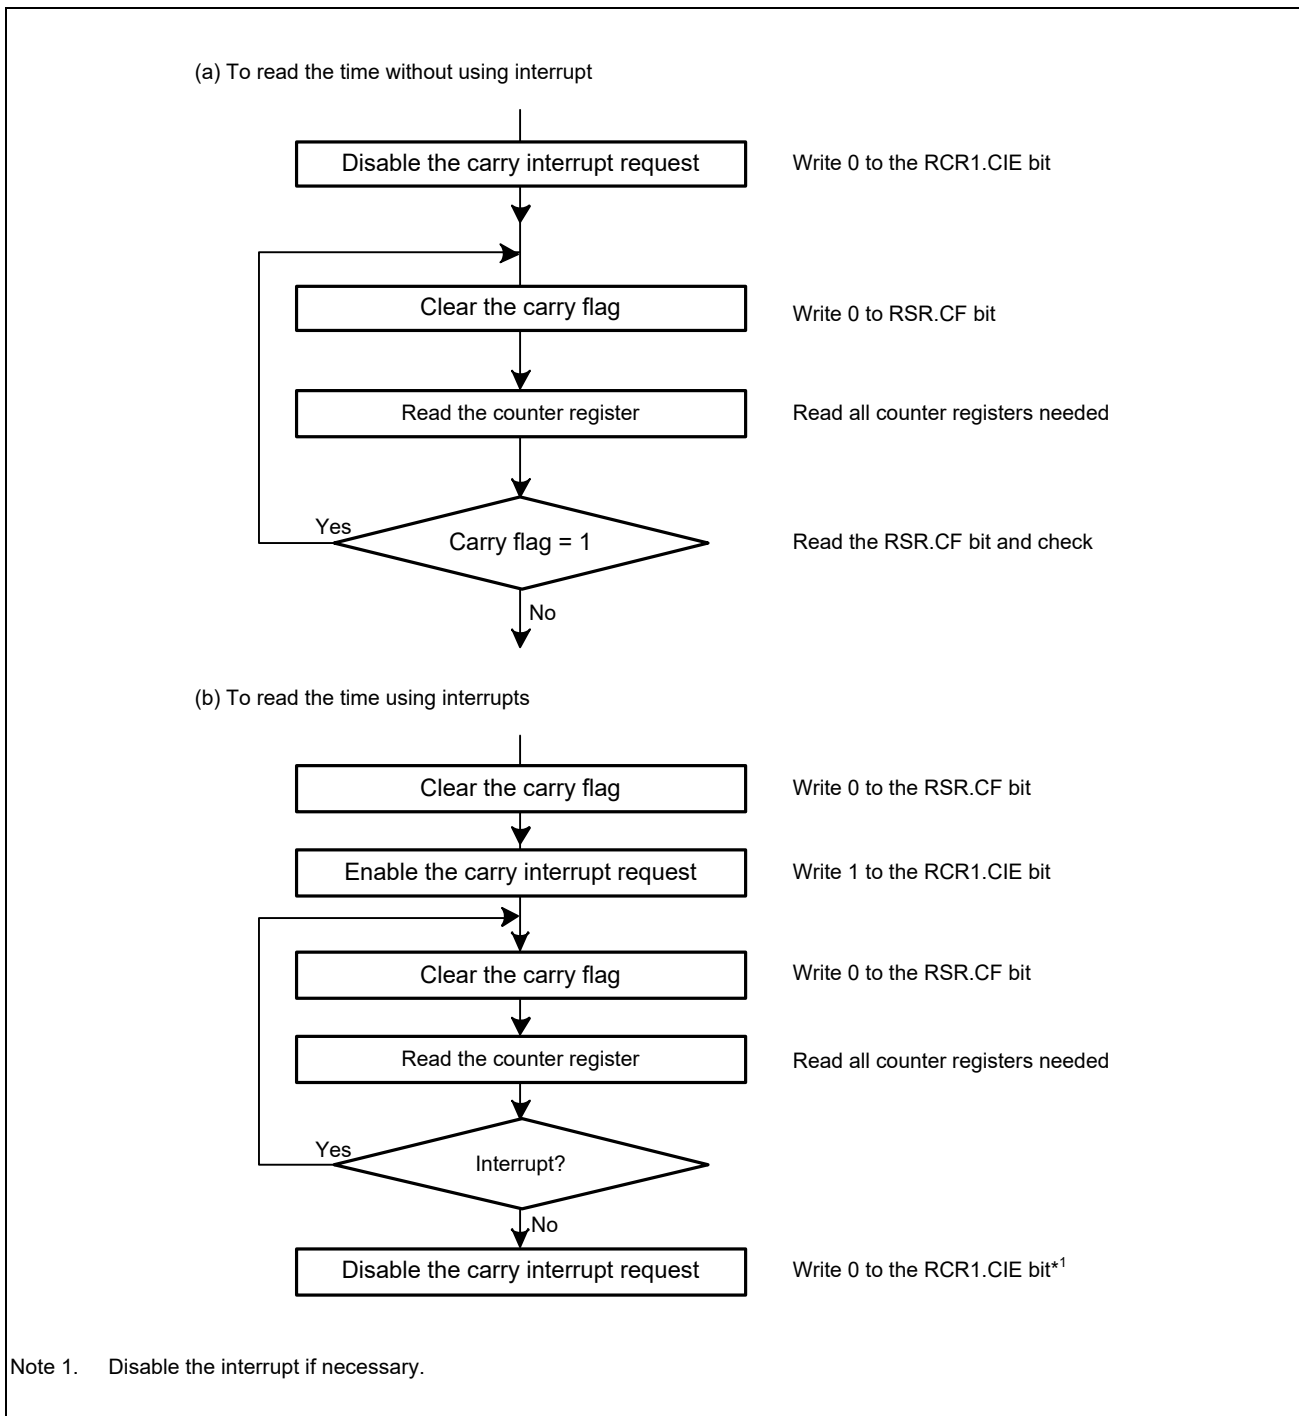 (a) To read the time without using interrupt
Disable the carry interrupt request
Write 0 to the RCR1.CIE bit
Clear the carry flag
Write 0 to RSR.CF bit
Read the counter register
Read all counter registers needed
Yes
Carry flag = 1
Read the RSR.CF bit and check
No
(b) To read the time using interrupts
Clear the carry flag
Write 0 to the RSR.CF bit
Enable the carry interrupt request
Write 1 to the RCR1.CIE bit
Clear the carry flag
Write 0 to the RSR.CF bit
Read the counter register
Read all counter registers needed
Yes
Interrupt?
No
Disable the carry interrupt request
Write 0 to the RCR1.CIE bit*1
Note 1. Disable the interrupt if necessary.